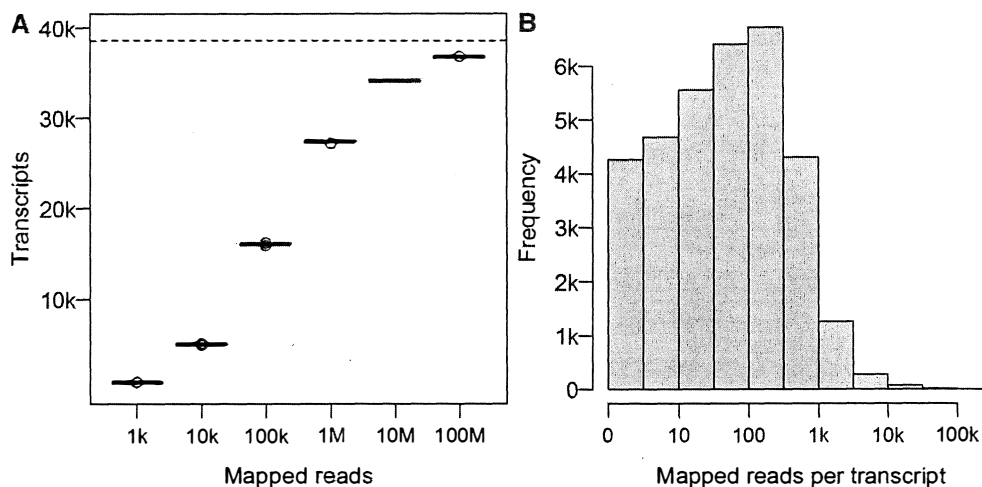 A
40k
30k
20k
10k
Transcripts
1k 10k 100k 1M 10M 100M
Mapped reads
B
6k
5k
4k
3k
2k
1k
0
Frequency
0 10 100 1k 10k 100k
Mapped reads per transcript